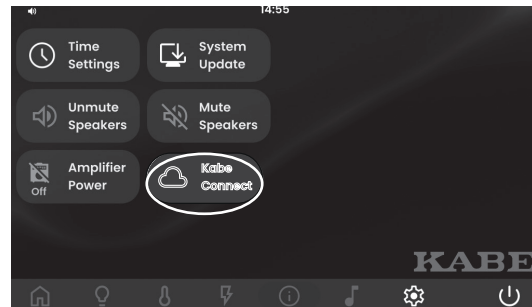 14:55
Time
Settings
System
Update
Unmute
Speakers
Mute
Speakers
Amplifier
Power
Off
Kabe
Connect
KABE